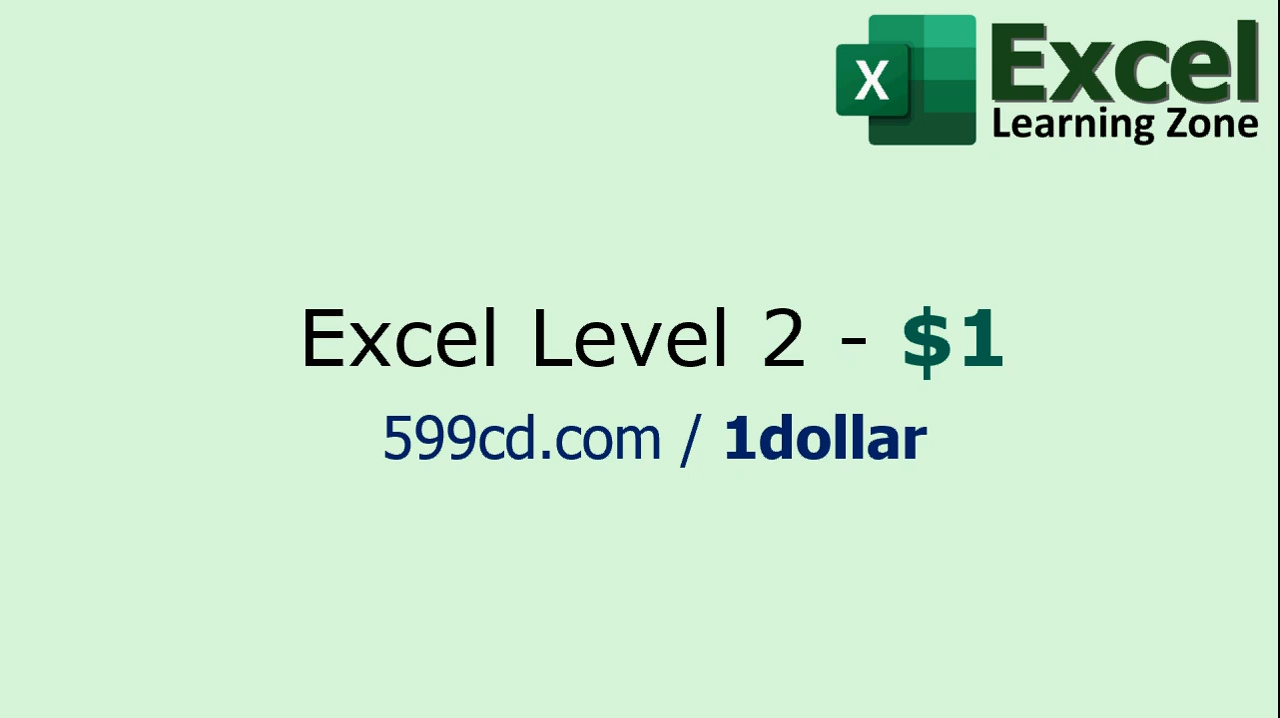 X
Excel
Learning Zone
Excel Level 2 - $1
599cd.com / 1dollar